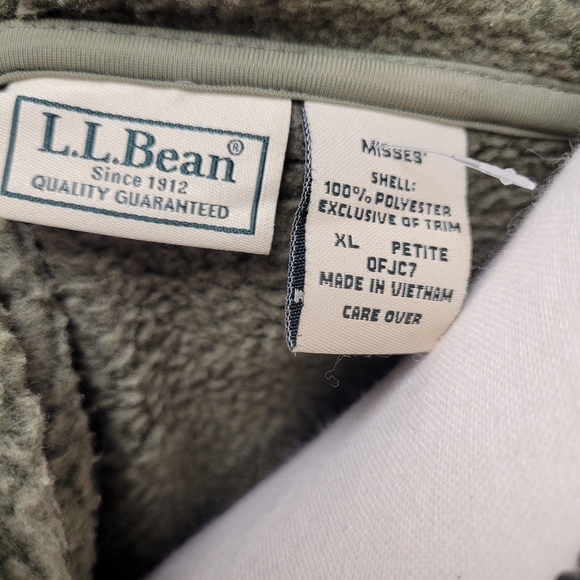 L.L.Bean®
Since 1912
QUALITY GUARANTEED
MISSES'
SHELL:
100% POLYESTER
EXCLUSIVE OF TRIM
XL PETITE
0FJC7
MADE IN VIETNAM
CARE OVER